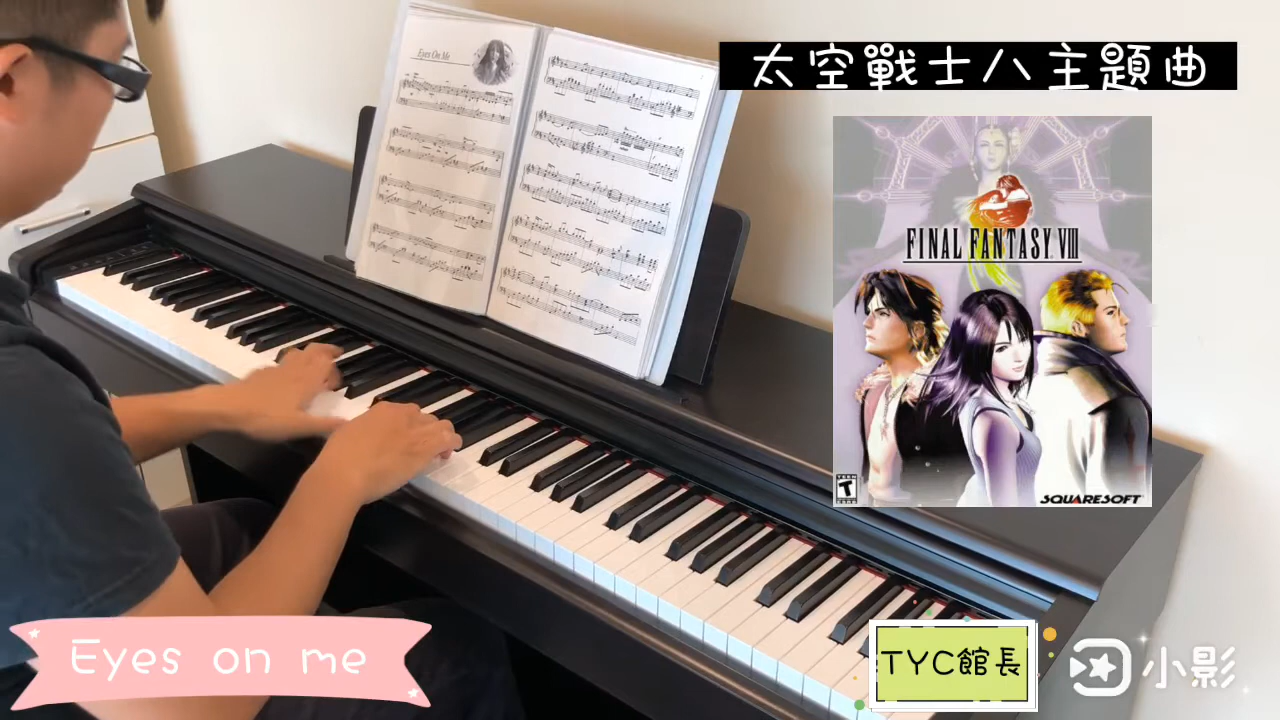 太空戰士八主題曲
Eyes On Me
FINAL FANTASY VIII
TEEN
T
SQUARESOFT
Eyes on me
TYC館長
小影